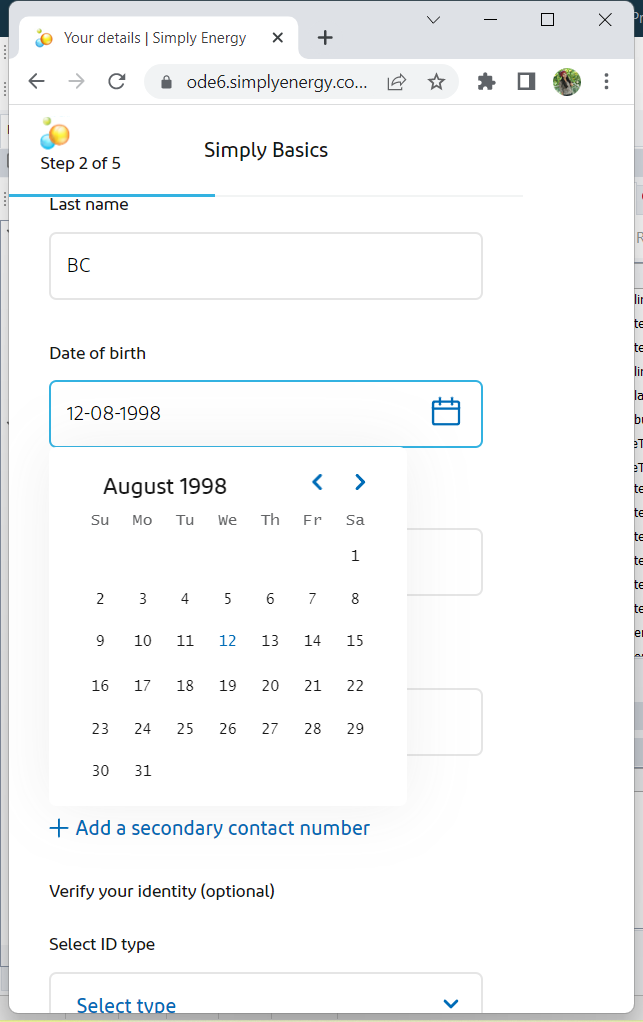 Your details | Simply Energy
ode6.simplyenergy.co...
Step 2 of 5
Simply Basics
Last name
BC
Date of birth
12-08-1998
August 1998
Su Mo Tu We Th Fr Sa
1
2 3 4 5 6 7 8
9 10 11 12 13 14 15
16 17 18 19 20 21 22
23 24 25 26 27 28 29
30 31
+ Add a secondary contact number
Verify your identity (optional)
Select ID type
Select type